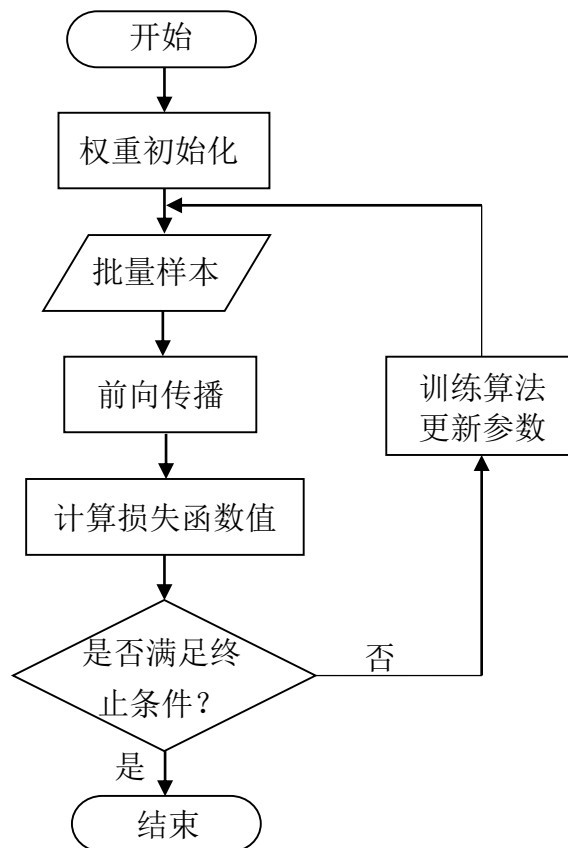 开始
权重初始化
批量样本
前向传播
训练算法
更新参数
计算损失函数值
是否满足终
止条件？
否
是
结束